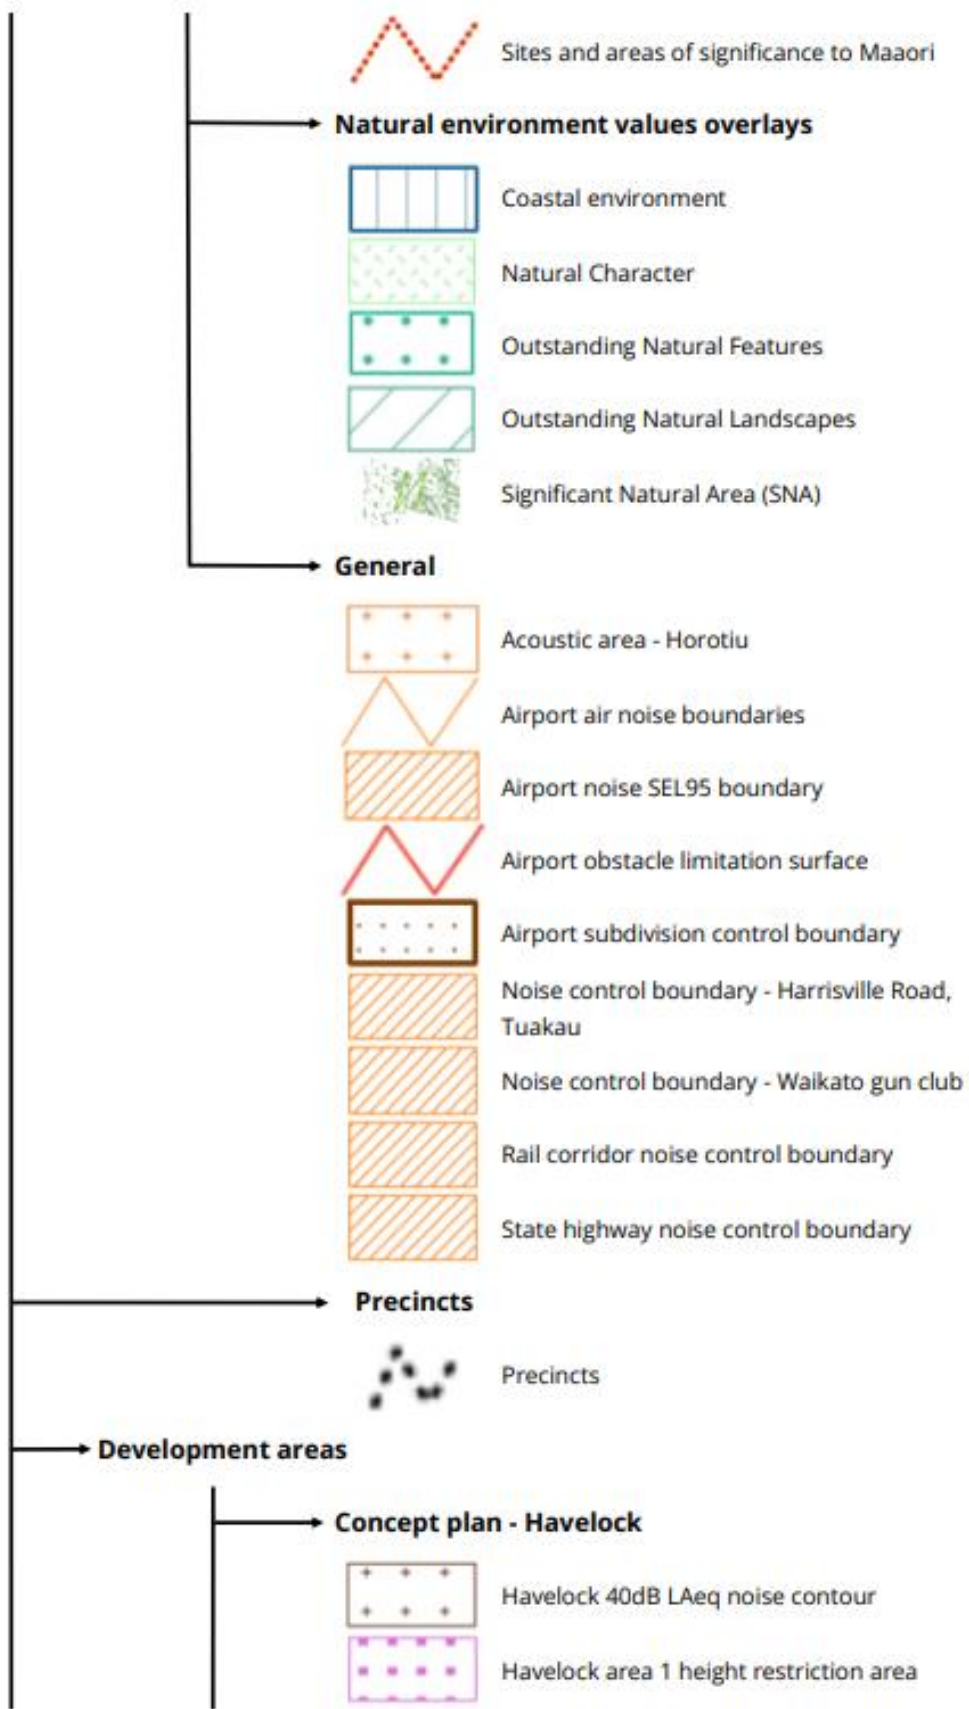 Sites and areas of significance to Maaori
Natural environment values overlays
Coastal environment
Natural Character
Outstanding Natural Features
Outstanding Natural Landscapes
Significant Natural Area (SNA)
General
Acoustic area - Horotiu
Airport air noise boundaries
Airport noise SEL95 boundary
Airport obstacle limitation surface
Airport subdivision control boundary
Noise control boundary - Harrisville Road,
Tuakau
Noise control boundary - Waikato gun club
Rail corridor noise control boundary
State highway noise control boundary
Precincts
Precincts
Development areas
Concept plan - Havelock
Havelock 40dB LAeq noise contour
Havelock area 1 height restriction area